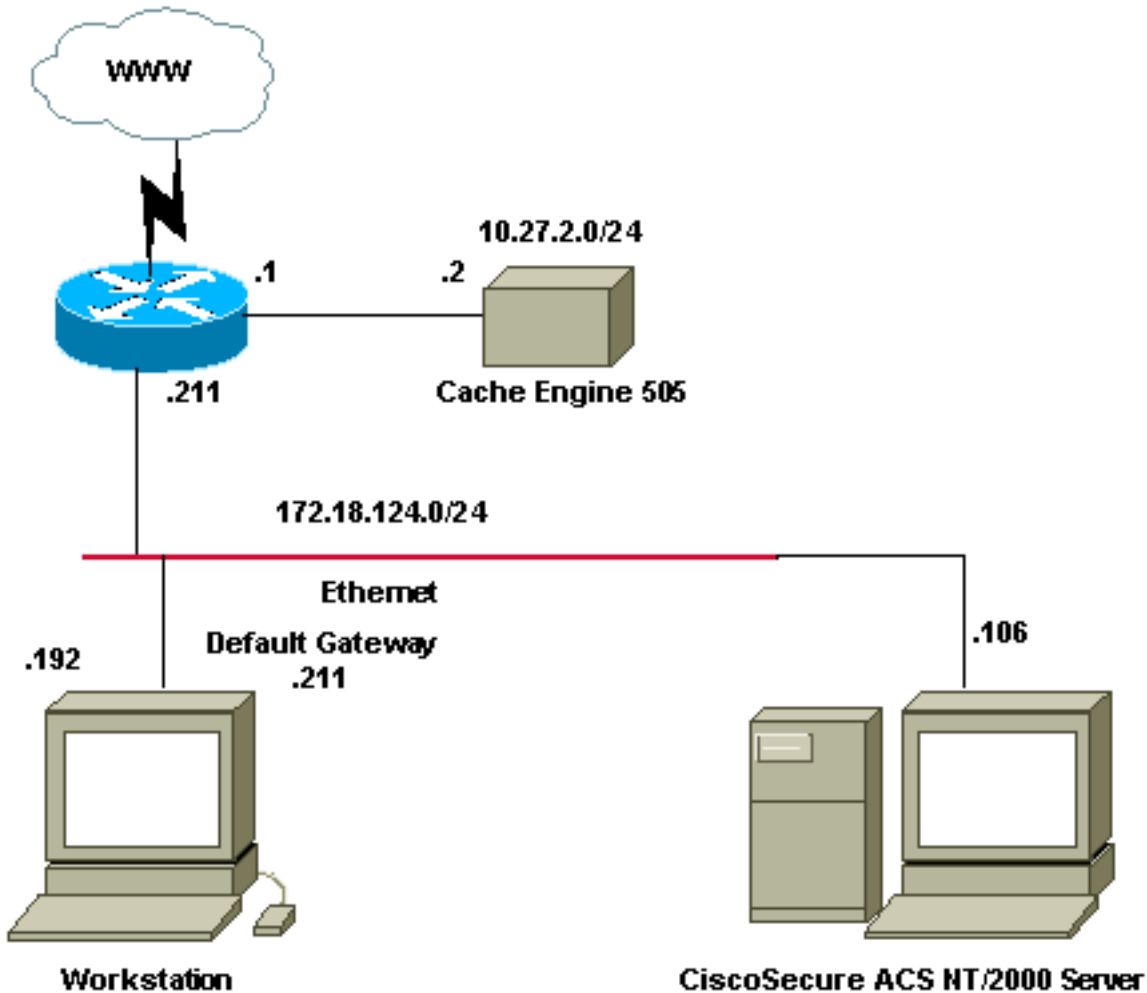 WWW
10.27.2.0/24
.1
.2
Cache Engine 505
.211
172.18.124.0/24
Ethernet
Default Gateway
.211
.192
.106
Workstation
CiscoSecure ACS NT/2000 Server